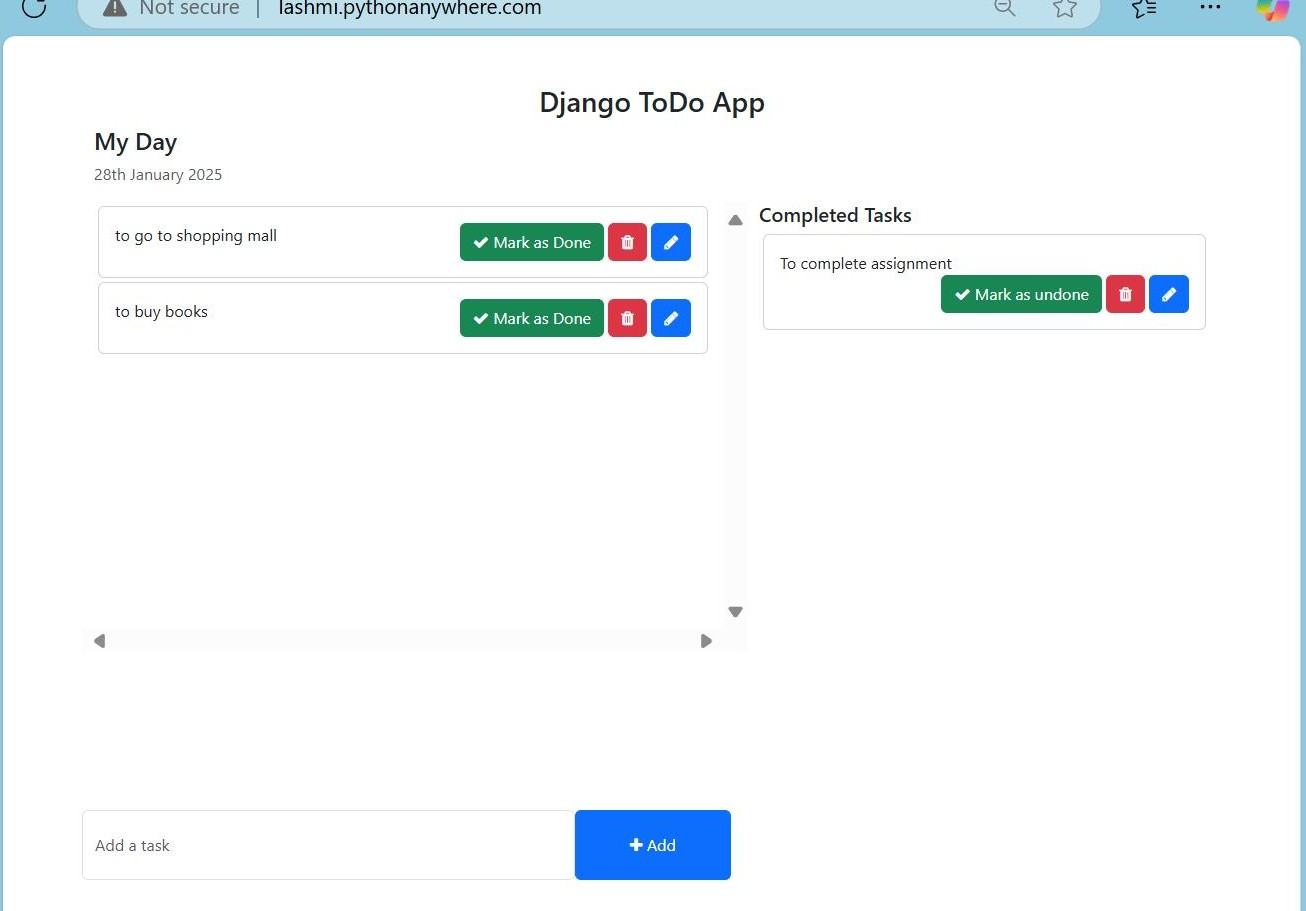 Not secure | lashmi.pythonanywhere.com
Django ToDo App
My Day
28th January 2025
to go to shopping mall
Mark as Done
to buy books
Mark as Done
Completed Tasks
To complete assignment
Mark as undone
Add a task
Add